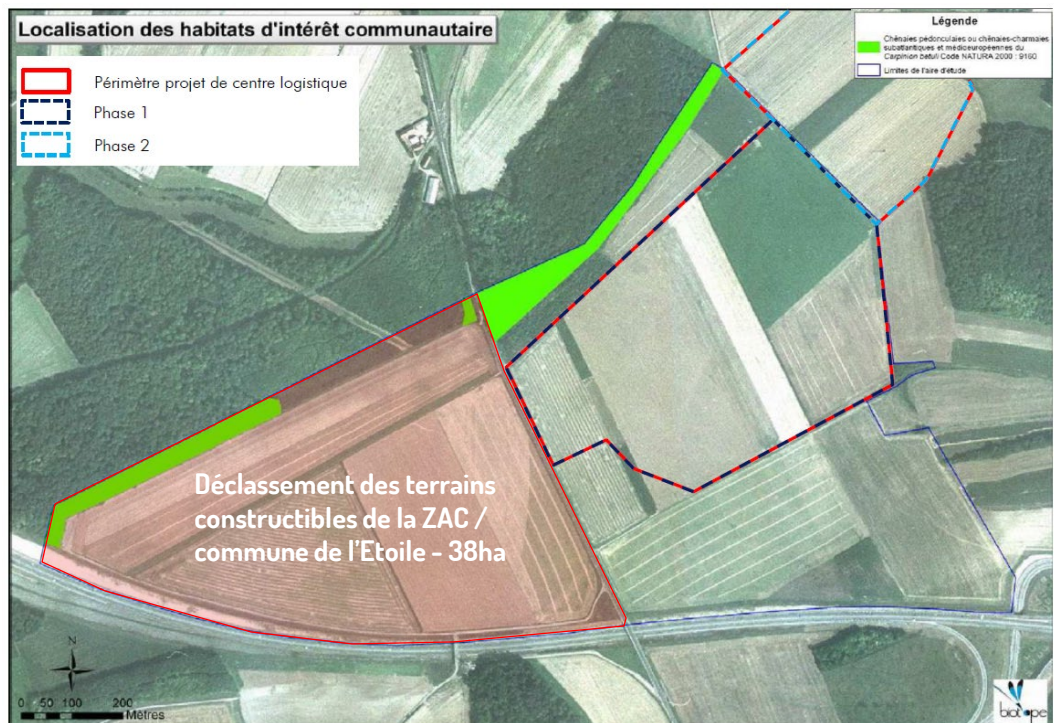 Localisation des habitats d'intérêt communautaire
Périmètre projet de centre logistique
Phase 1
Phase 2
Légende
Chênaies pédonculaies ou chênaies-charmaies
subatlantiques et médioeuropéennes du
Carpinion betuli Code NATURA 2000 : 9160
Limites de l'aire d'étude
Déclassement des terrains
constructibles de la ZAC /
commune de l'Etoile - 38ha
N
0 50 100 200
Mètres
biotope